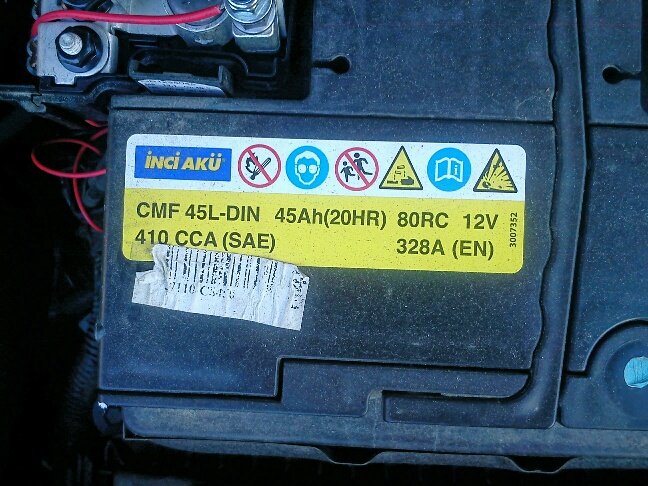 İNCİ AKÜ
CMF 45L-DIN 45Ah(20HR) 80RC 12V
410 CCA (SAE) 328A (EN)
3007352